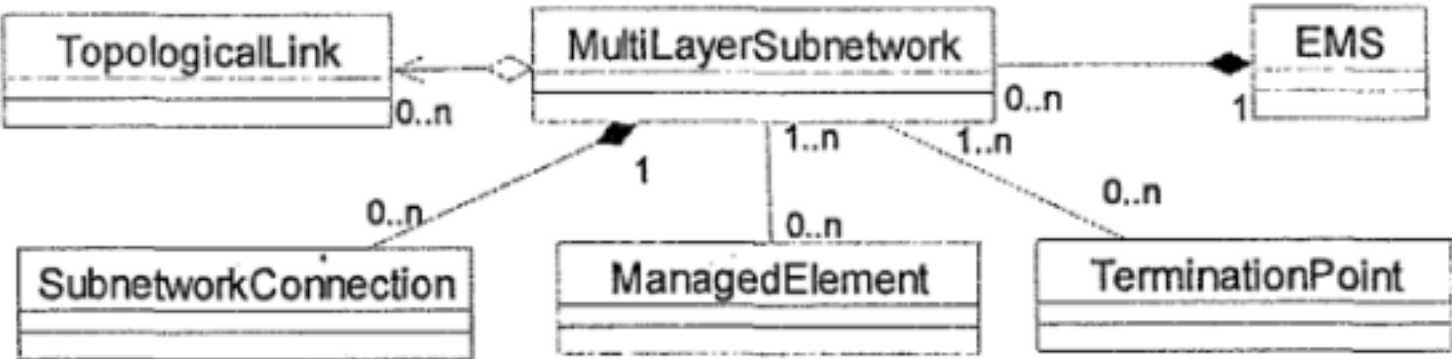 TopologicalLink
MultiLayerSubnetwork
EMS
0..n
0..n
1
1..n
1..n
1
0..n
0..n
0..n
SubnetworkConnection
ManagedElement
TerminationPoint